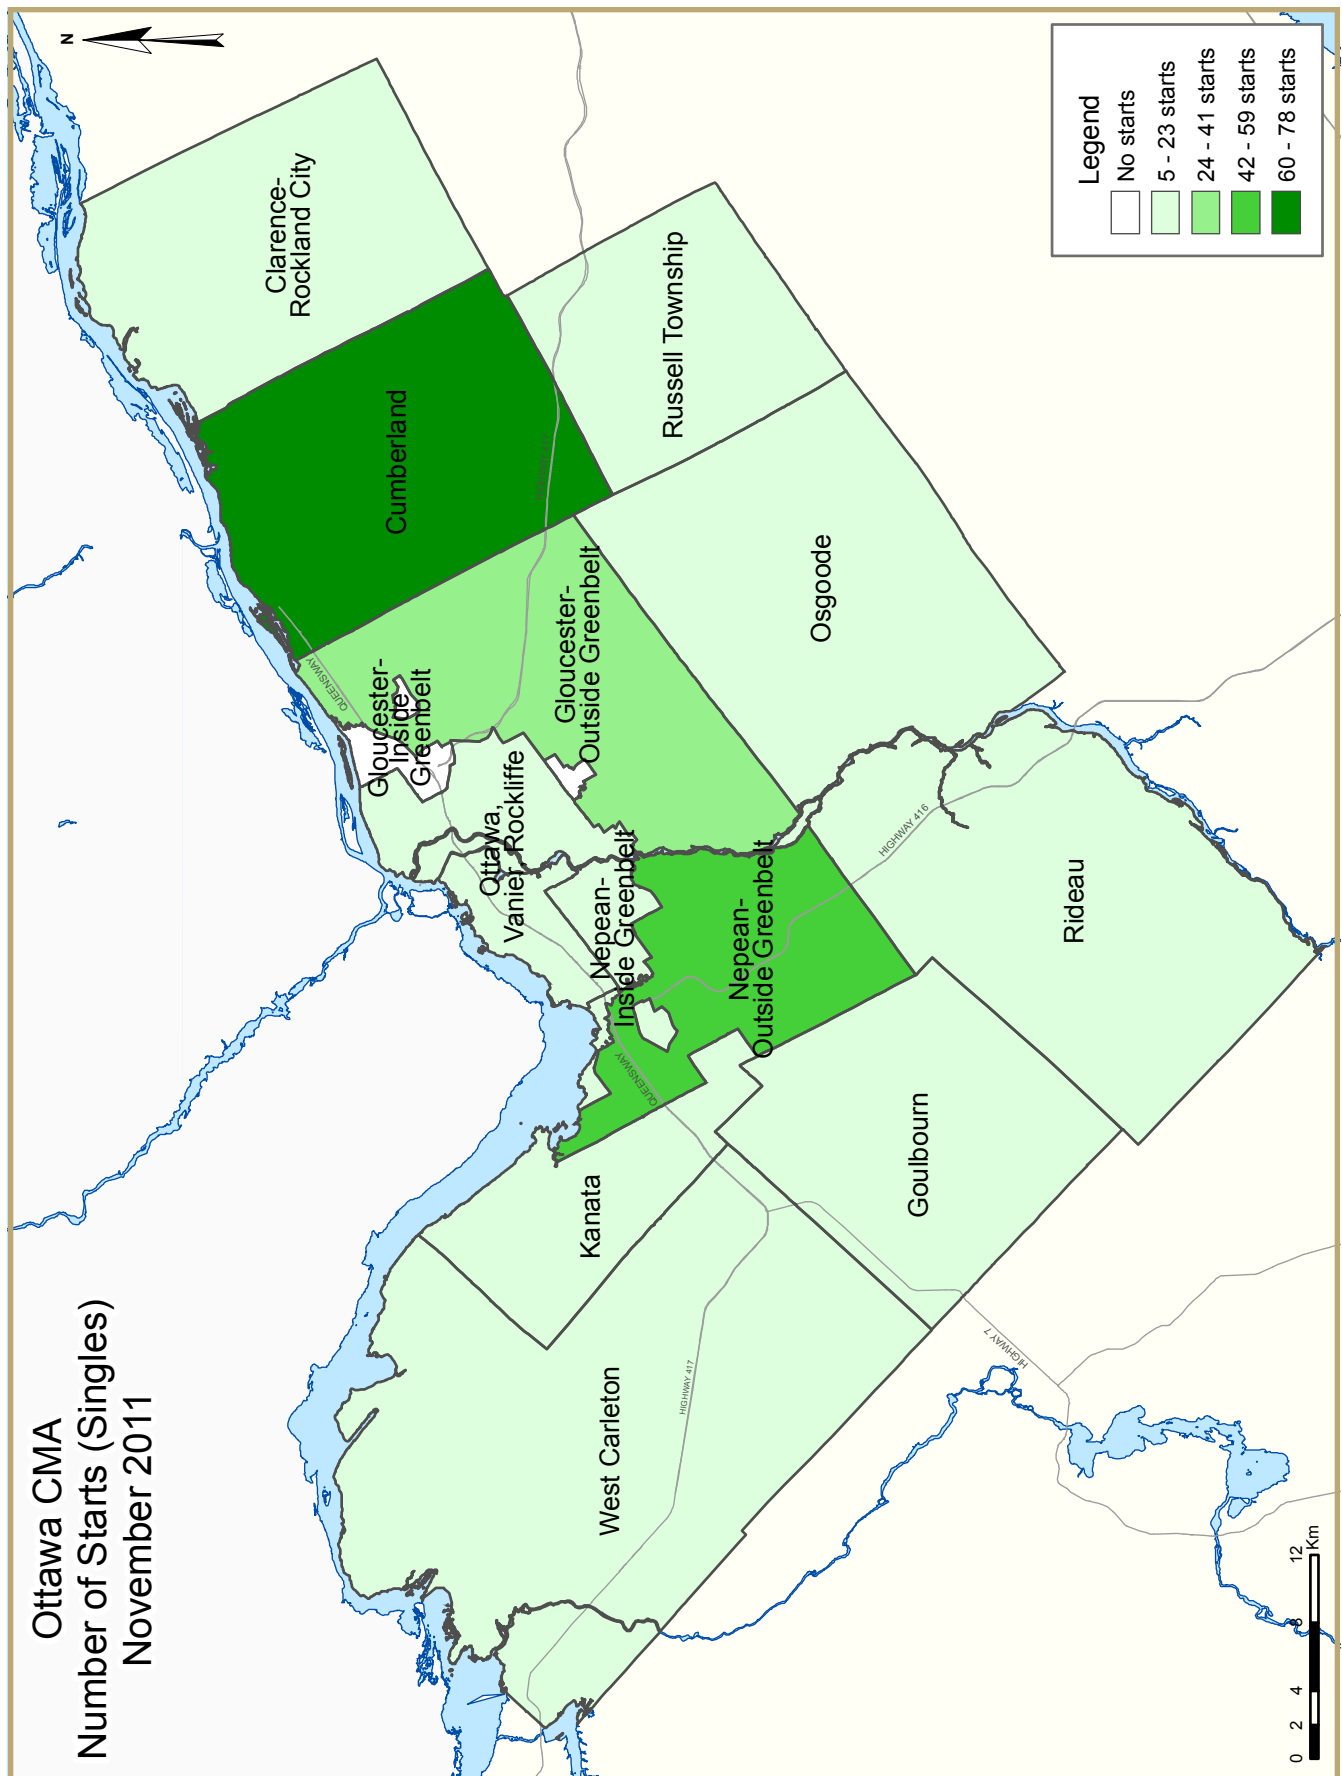 Ottawa CMA
Number of Starts (Singles)
November 2011
N
Clarence-
Rockland City
Cumberland
Russell Township
QUEENSWAY
Gloucester-
Inside
Greenbelt
Gloucester-
Outside Greenbelt
Osgoode
Ottawa,
Vanier, Rockliffe
Nepean-
Inside Greenbelt
Nepean-
Outside Greenbelt
QUEENSWAY
HIGHWAY 416
Rideau
Kanata
Goulbourn
West Carleton
HIGHWAY 417
HIGHWAY 7
Legend
No starts
5 - 23 starts
24 - 41 starts
42 - 59 starts
60 - 78 starts
0 2 4 8 12
Km